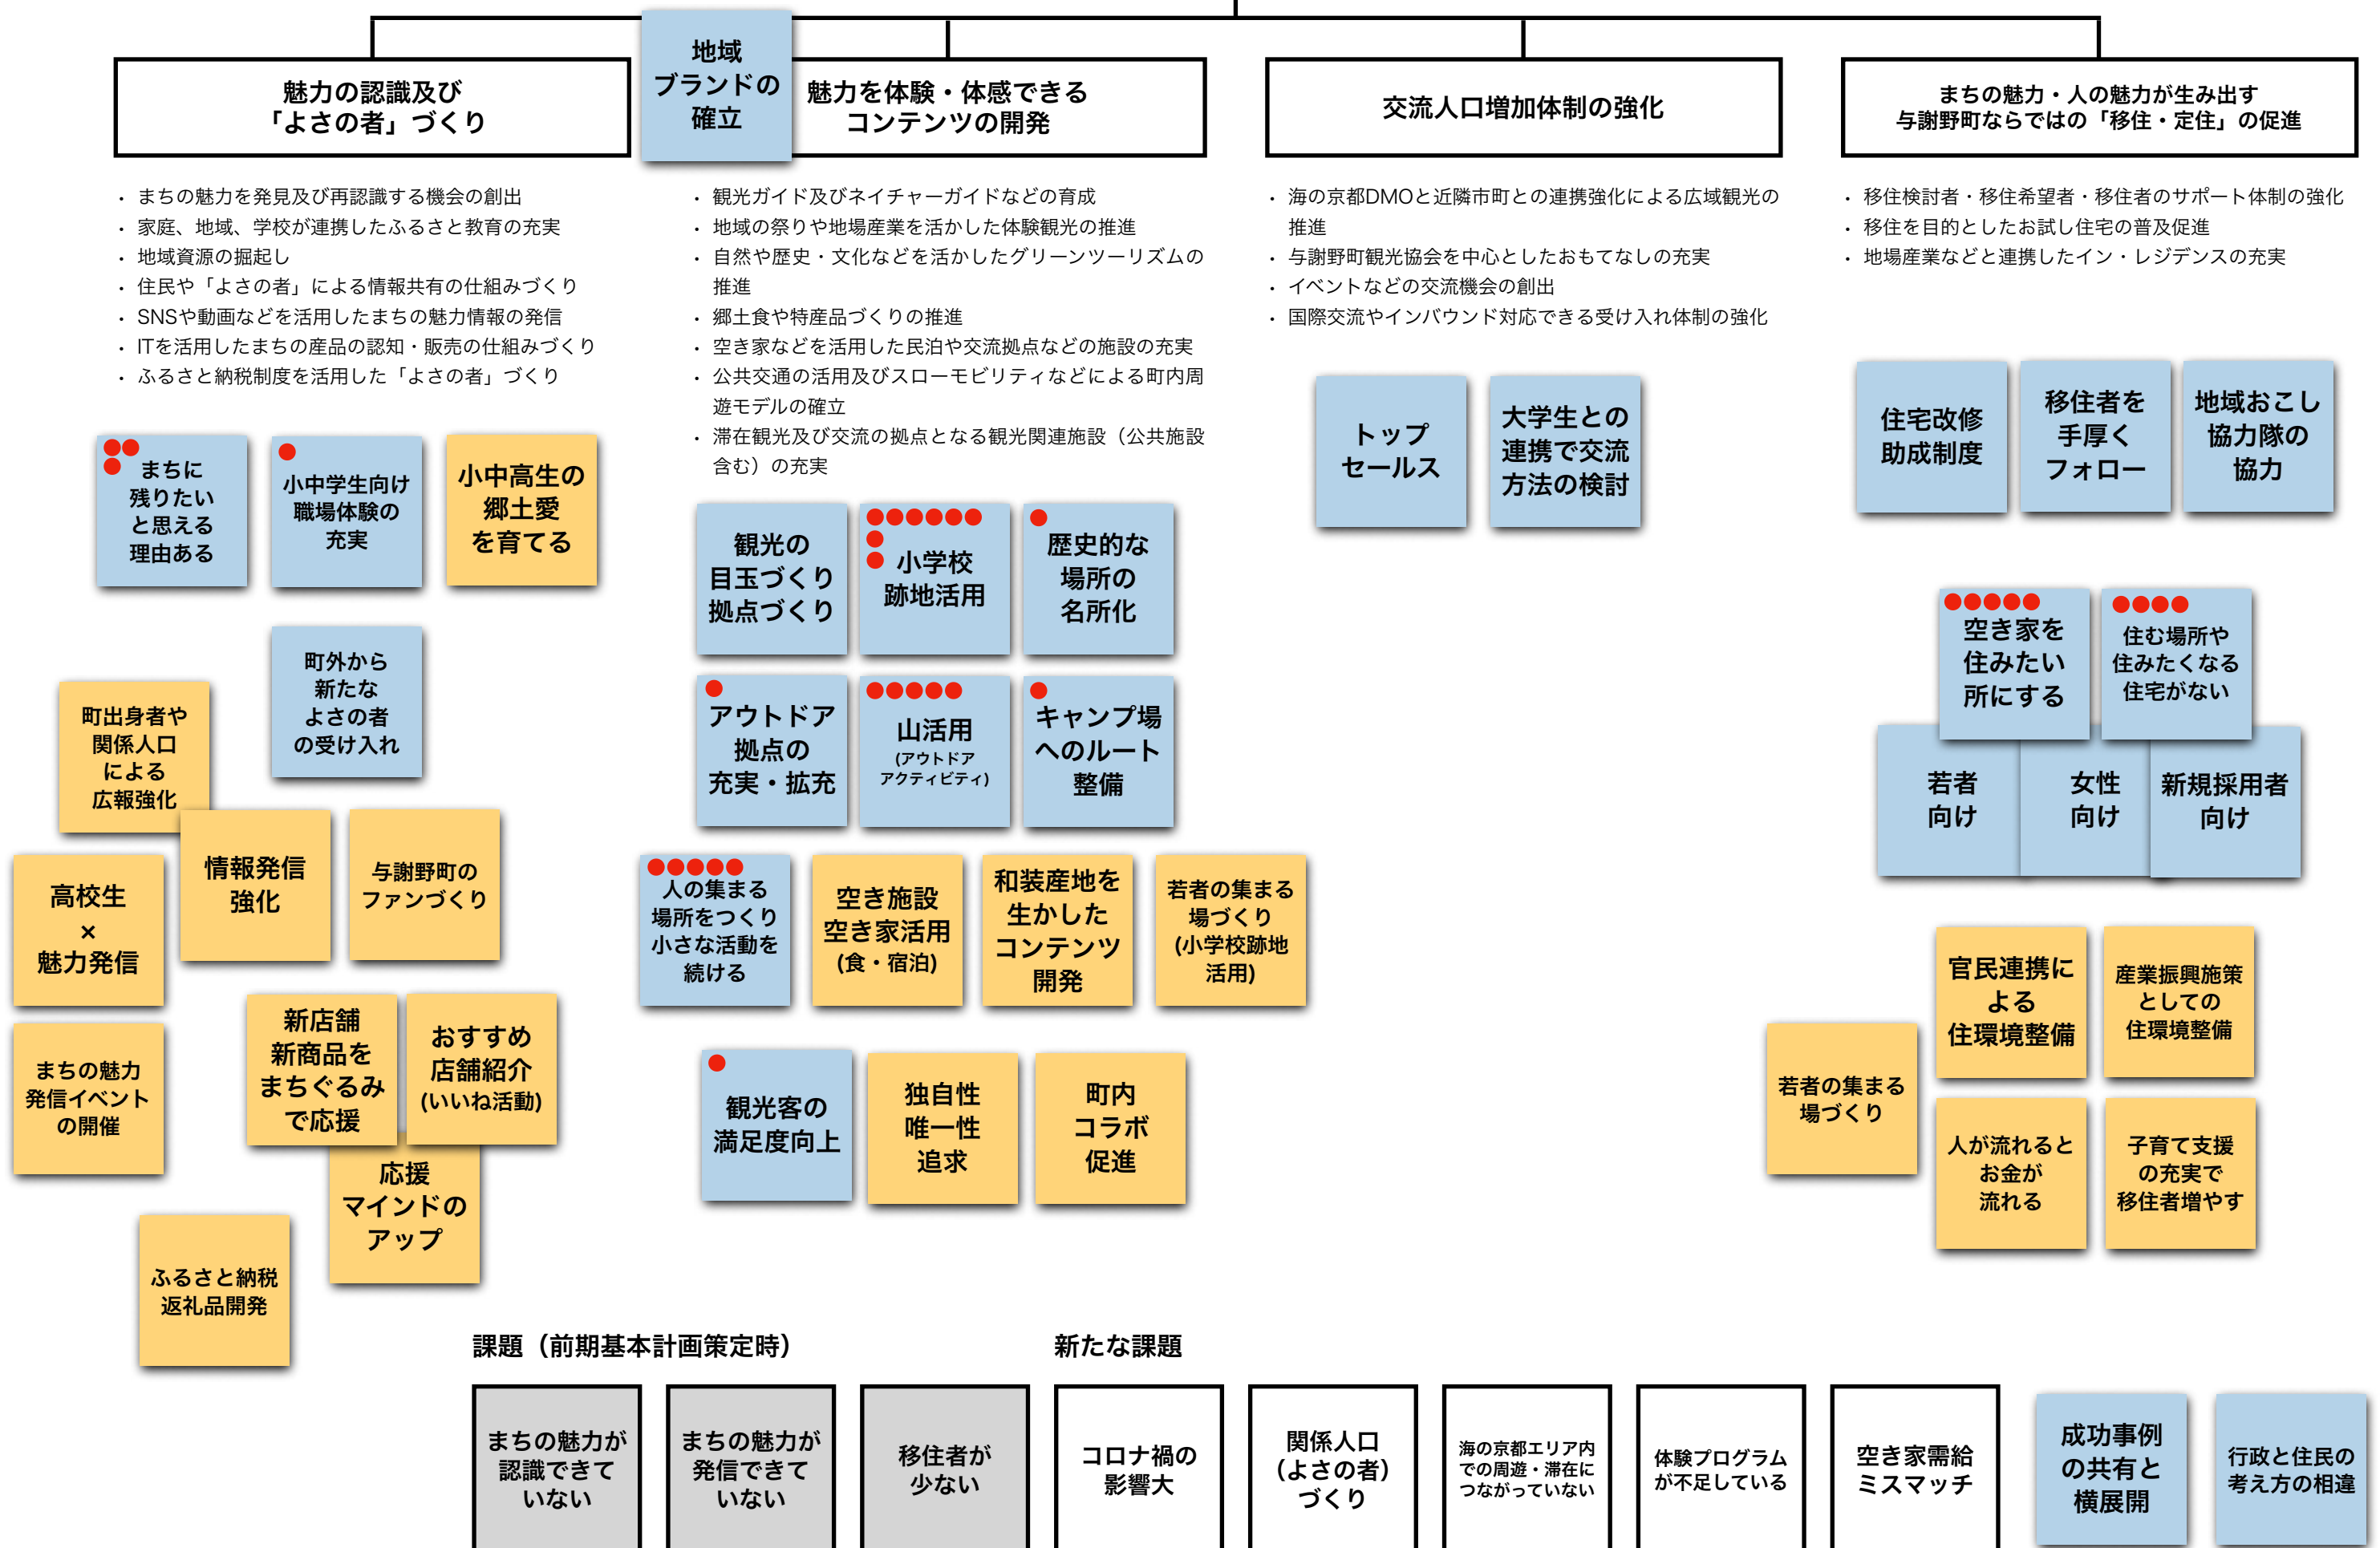 地域
ブランドの
確立
魅力の認識及び
「よさの者」づくり
魅力を体験・体感できる
コンテンツの開発
交流人口増加体制の強化
まちの魅力・人の魅力が生み出す
与謝野町ならではの「移住・定住」の促進
・ まちの魅力を発見及び再認識する機会の創出
・ 家庭、地域、学校が連携したふるさと教育の充実
・ 地域資源の掘起し
・ 住民や「よさの者」による情報共有の仕組みづくり
・ SNSや動画などを活用したまちの魅力情報の発信
・ ITを活用したまちの産品の認知・販売の仕組みづくり
・ ふるさと納税制度を活用した「よさの者」づくり
・ 観光ガイド及びネイチャーガイドなどの育成
・ 地域の祭りや地場産業を活かした体験観光の推進
・ 自然や歴史・文化などを活かしたグリーンツーリズムの
推進
・ 郷土食や特産品づくりの推進
・ 空き家などを活用した民泊や交流拠点などの施設の充実
・ 公共交通の活用及びスローモビリティなどによる町内周
遊モデルの確立
・ 滞在観光及び交流の拠点となる観光関連施設（公共施設
含む）の充実
・ 海の京都DMOと近隣市町との連携強化による広域観光の
推進
・ 与謝野町観光協会を中心としたおもてなしの充実
・ イベントなどの交流機会の創出
・ 国際交流やインバウンド対応できる受け入れ体制の強化
・ 移住検討者・移住希望者・移住者のサポート体制の強化
・ 移住を目的としたお試し住宅の普及促進
・ 地場産業などと連携したイン・レジデンスの充実
まちに
残りたい
と思える
理由ある
小中学生向け
職場体験の
充実
小中高生の
郷土愛
を育てる
町外から
新たな
よさの者
の受け入れ
町出身者や
関係人口
による
広報強化
情報発信
強化
与謝野町の
ファンづくり
高校生
×
魅力発信
まちの魅力
発信イベント
の開催
新店舗
新商品を
まちぐるみ
で応援
おすすめ
店舗紹介
(いいね活動)
応援
マインドの
アップ
ふるさと納税
返礼品開発
観光の
目玉づくり
拠点づくり
小学校
跡地活用
歴史的な
場所の
名所化
アウトドア
拠点の
充実・拡充
山活用
(アウトドア
アクティビティ)
キャンプ場
へのルート
整備
人の集まる
場所をつくり
小さな活動を
続ける
空き施設
空き家活用
(食・宿泊)
和装産地を
生かした
コンテンツ
開発
若者の集まる
場づくり
(小学校跡地
活用)
観光客の
満足度向上
独自性
唯一性
追求
町内
コラボ
促進
トップ
セールス
大学生との
連携で交流
方法の検討
住宅改修
助成制度
移住者を
手厚く
フォロー
地域おこし
協力隊の
協力
空き家を
住みたい
所にする
住む場所や
住みたくなる
住宅がない
若者
向け
女性
向け
新規採用者
向け
官民連携に
よる
住環境整備
産業振興施策
としての
住環境整備
若者の集まる
場づくり
人が流れると
お金が
流れる
子育て支援
の充実で
移住者増やす
課題（前期基本計画策定時）
新たな課題
まちの魅力が
認識できて
いない
まちの魅力が
発信できて
いない
移住者が
少ない
コロナ禍の
影響大
関係人口
（よさの者）
づくり
海の京都エリア内
での周遊・滞在に
つながっていない
体験プログラム
が不足している
空き家需給
ミスマッチ
成功事例
の共有と
横展開
行政と住民の
考え方の相違